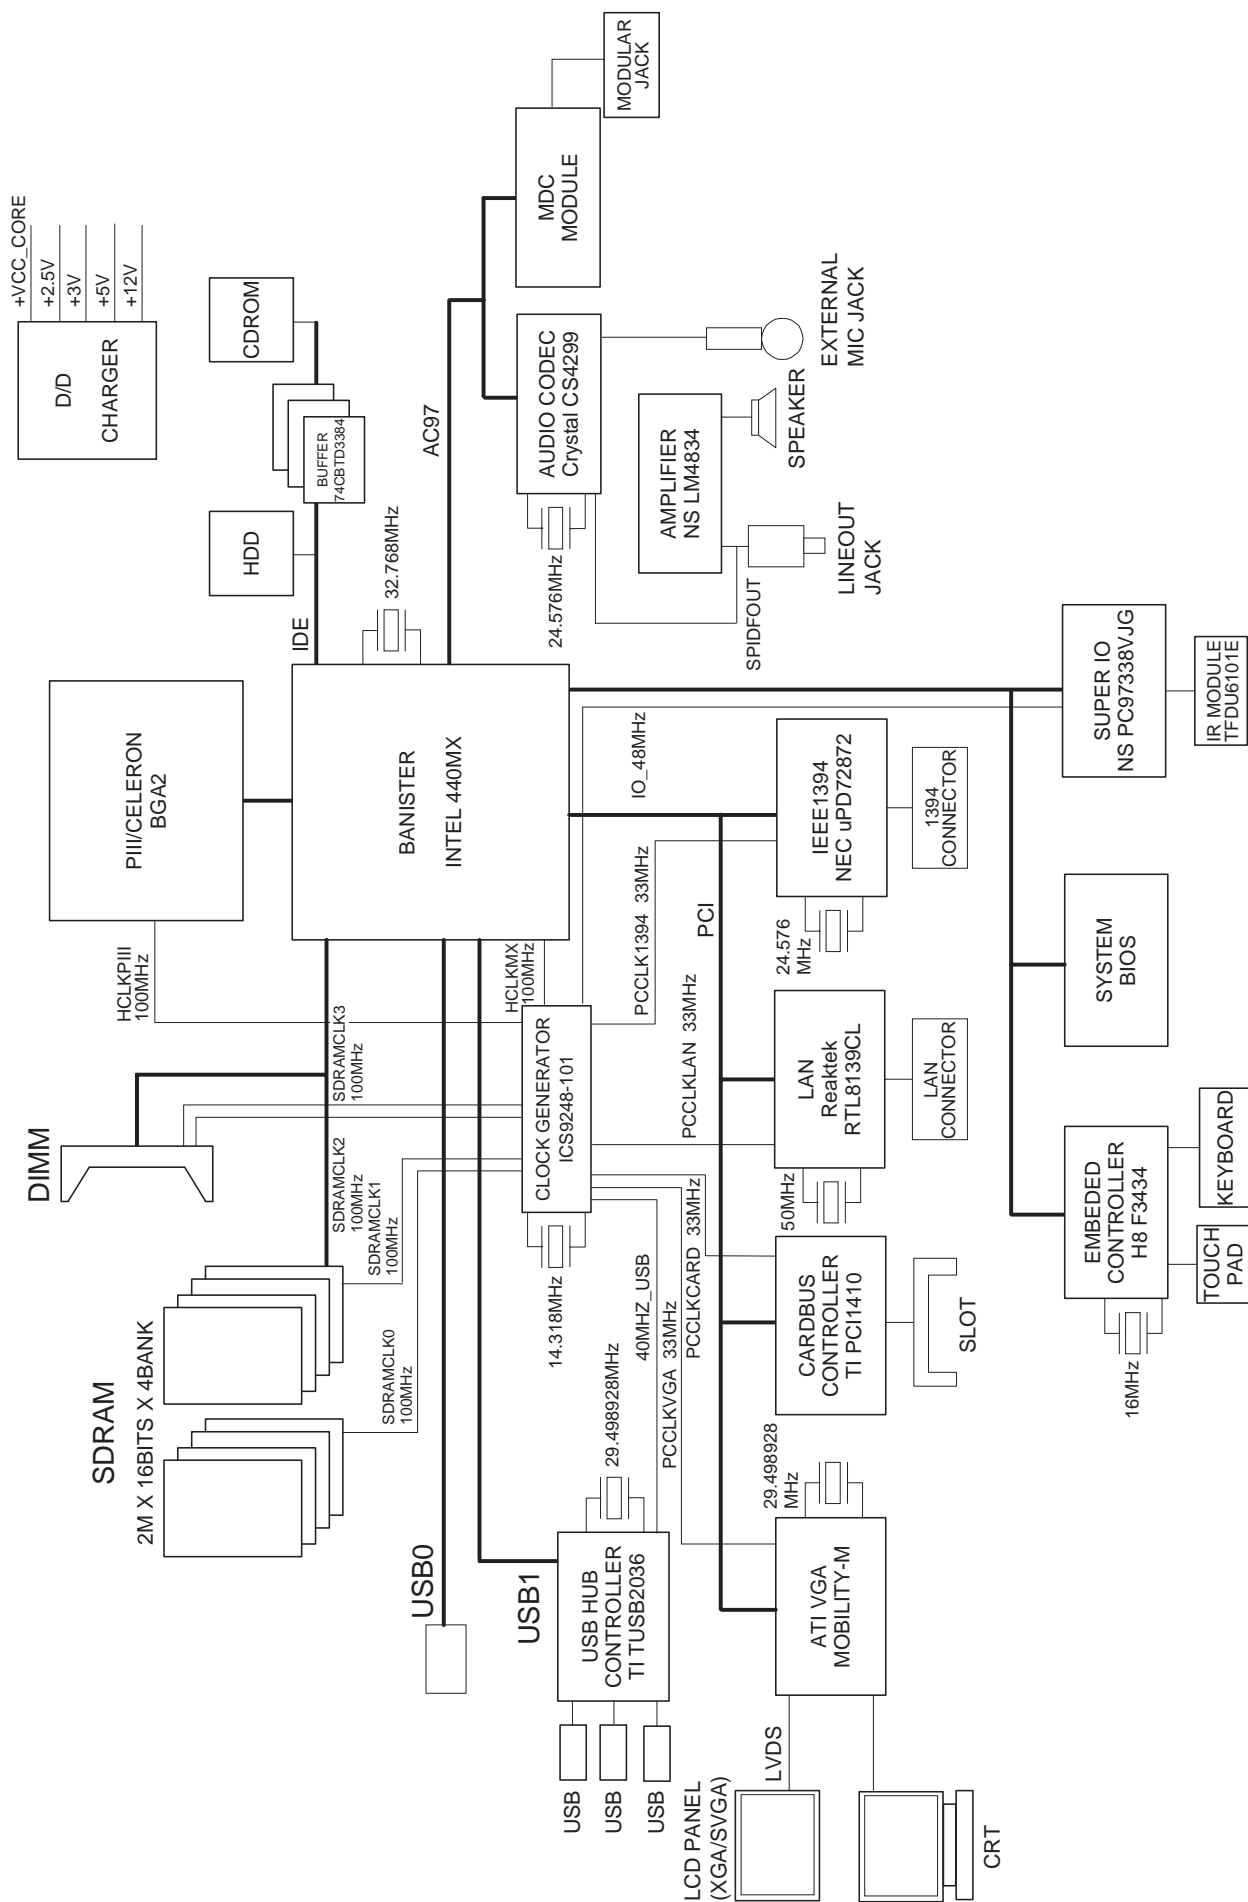 D/D
CHARGER
+VCC_CORE
+2.5V
+3V
+5V
+12V
CDROM
BUFFER
74CBTD3384
HDD
IDE
32.768MHz
PIII/CELERON
BGA2
BANISTER
INTEL 440MX
HCLKPIII
100MHz
HCLKMX
100MHz
DIMM
SDRAMCLK3
100MHz
SDRAMCLK2
100MHz
SDRAMCLK1
100MHz
SDRAMCLK0
100MHz
SDRAM
2M X 16BITS X 4BANK
CLOCK GENERATOR
ICS9248-101
14.318MHz
USB0
USB1
USB HUB
CONTROLLER
TI TUSB2036
29.498928MHz
40MHZ_USB
USB
USB
USB
AC97
MDC
MODULE
MODULAR
JACK
AUDIO CODEC
Crystal CS4299
24.576MHz
EXTERNAL
MIC JACK
AMPLIFIER
NS LM4834
SPEAKER
SPIDFOUT
LINEOUT
JACK
IO_48MHz
PCCLK1394 33MHz
PCCLKLAN 33MHz
PCCLKCARD 33MHz
PCCLKVGA 33MHz
PCI
IEEE1394
NEC uPD72872
24.576
MHz
1394
CONNECTOR
LAN
Reaktek
RTL8139CL
50MHz
LAN
CONNECTOR
CARDBUS
CONTROLLER
TI PCI1410
SLOT
ATI VGA
MOBILITY-M
29.498928
MHz
LVDS
LCD PANEL
(XGA/SVGA)
CRT
SUPER IO
NS PC97338VJG
IR MODULE
TFDU6101E
SYSTEM
BIOS
EMBEDED
CONTROLLER
H8 F3434
16MHz
KEYBOARD
TOUCH
PAD